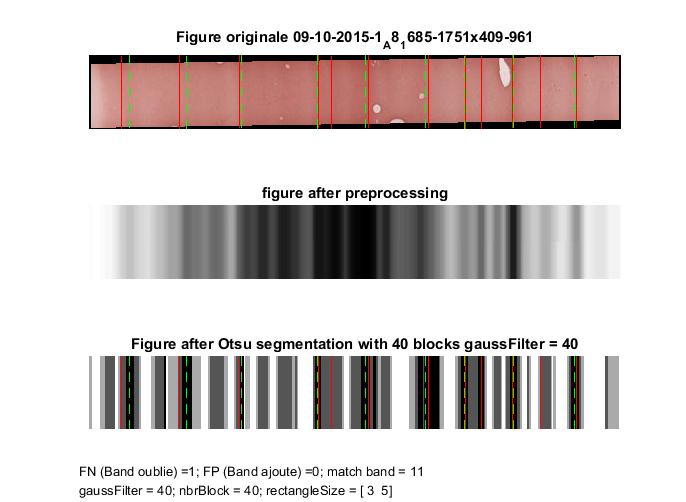 Figure originale 09-10-2015-1A81685-1751x409-961
figure after preprocessing
Figure after Otsu segmentation with 40 blocks gaussFilter = 40
FN (Band oublie) =1; FP (Band ajoute) =0; match band = 11
gaussFilter = 40; nbrBlock = 40; rectangleSize = [ 3  5]